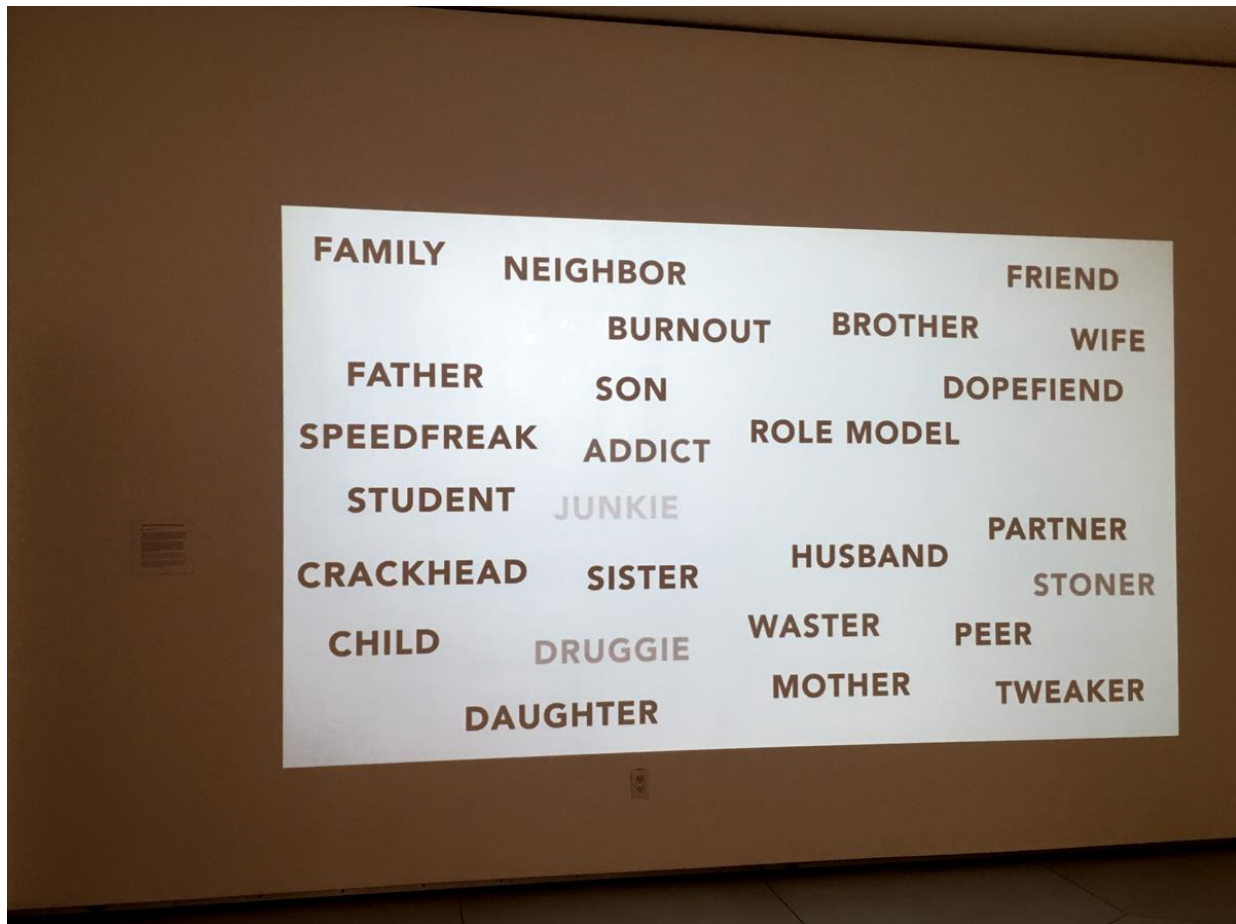 FAMILY
NEIGHBOR
FRIEND
BURNOUT
BROTHER
WIFE
FATHER
SON
DOPEFIEND
SPEEDFREAK
ADDICT
ROLE MODEL
STUDENT
JUNKIE
PARTNER
CRACKHEAD
SISTER
HUSBAND
STONER
CHILD
DRUGGIE
WASTER
PEER
DAUGHTER
MOTHER
TWEAKER